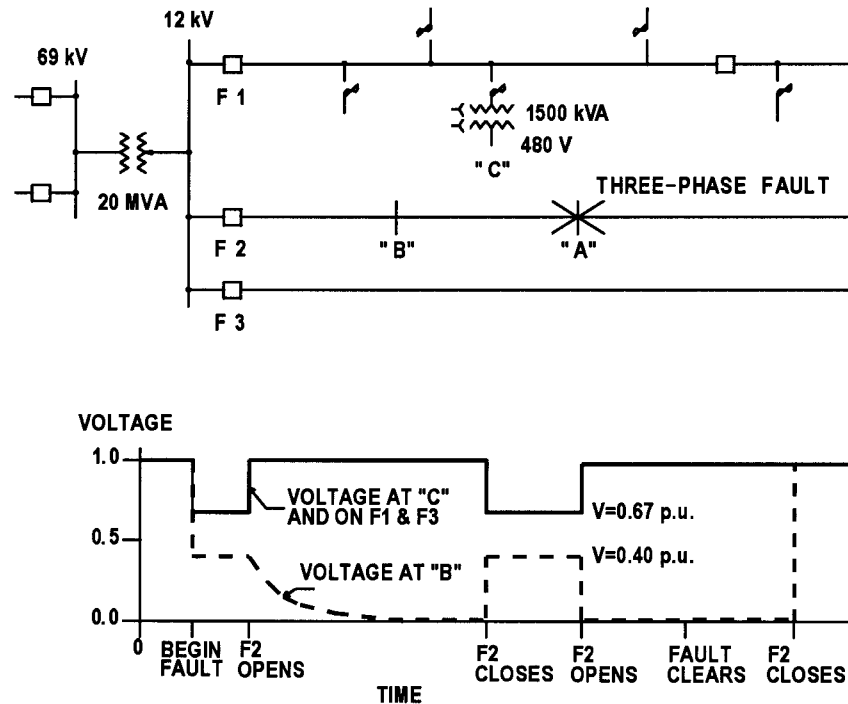 12 kV
69 kV
F 1
1500 kVA
480 V
"C"
20 MVA
THREE-PHASE FAULT
F 2
"B"
"A"
F 3
VOLTAGE
1.0
VOLTAGE AT "C"
AND ON F1 & F3
V=0.67 p.u.
0.5
VOLTAGE AT "B"
V=0.40 p.u.
0.0
0
BEGIN
FAULT
F2
OPENS
F2
CLOSES
F2
OPENS
FAULT
CLEARS
F2
CLOSES
TIME